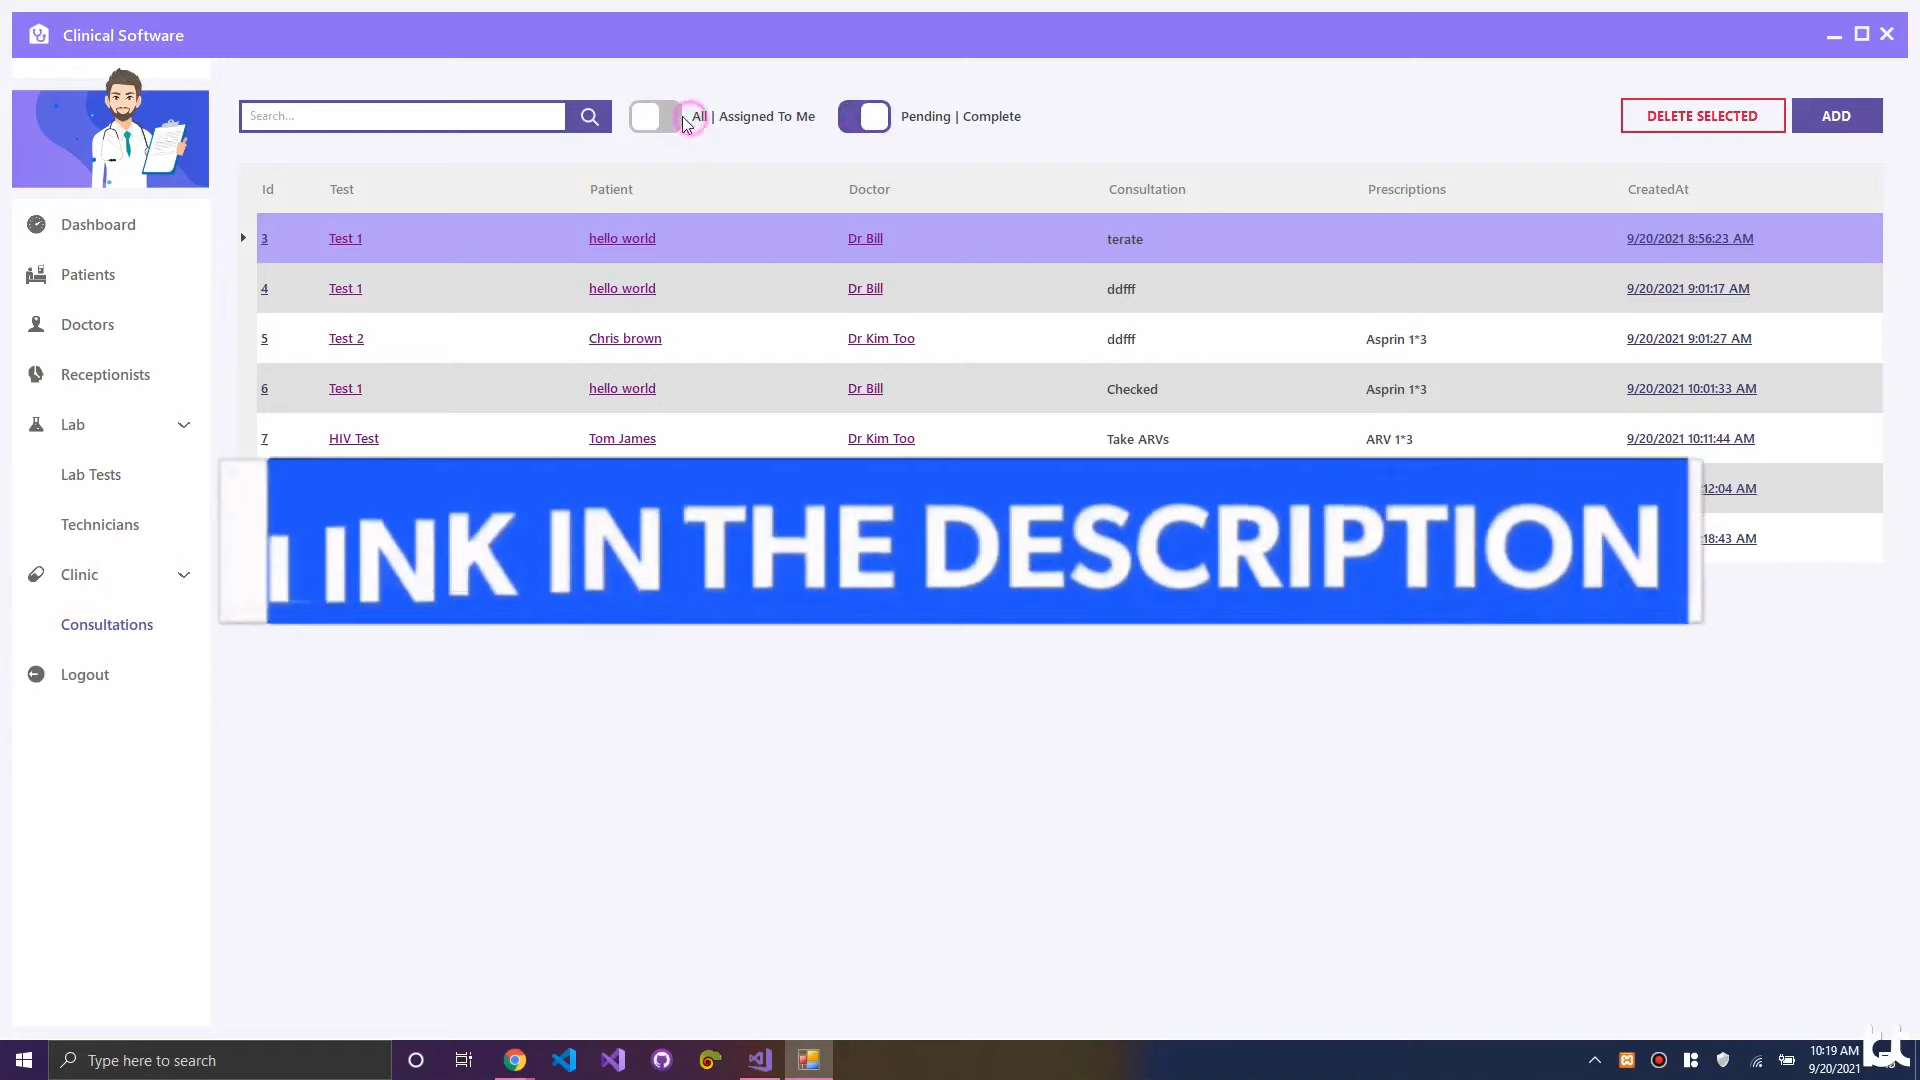 Clinical Software
Search...
All | Assigned To Me
Pending | Complete
DELETE SELECTED
ADD
Dashboard
Patients
Doctors
Receptionists
Lab
Lab Tests
Technicians
Clinic
Consultations
Logout
Id Test Patient Doctor Consultation Prescriptions CreatedAt
3 Test 1 hello world Dr Bill terate 9/20/2021 8:56:23 AM
4 Test 1 hello world Dr Bill ddfff 9/20/2021 9:01:17 AM
5 Test 2 Chris brown Dr Kim Too ddfff Asprin 1*3 9/20/2021 9:01:27 AM
6 Test 1 hello world Dr Bill Checked Asprin 1*3 9/20/2021 10:01:33 AM
7 HIV Test Tom James Dr Kim Too Take ARVs ARV 1*3 9/20/2021 10:11:44 AM
:12:04 AM
:18:43 AM
LINK IN THE DESCRIPTION
Type here to search
10:19 AM
9/20/2021